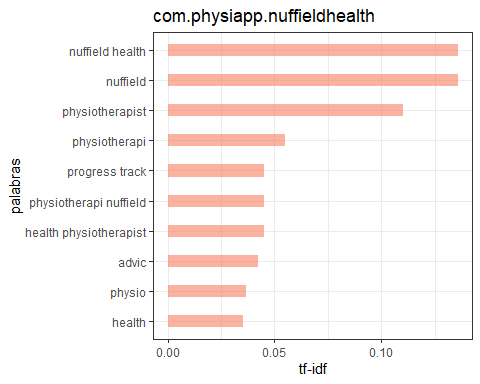 com.physiapp.nuffieldhealth
nuffield health
nuffield
physiotherapist
physiotherapi
progress track
physiotherapi nuffield
health physiotherapist
advic
physio
health
palabras
0.00 0.05 0.10
tf-idf